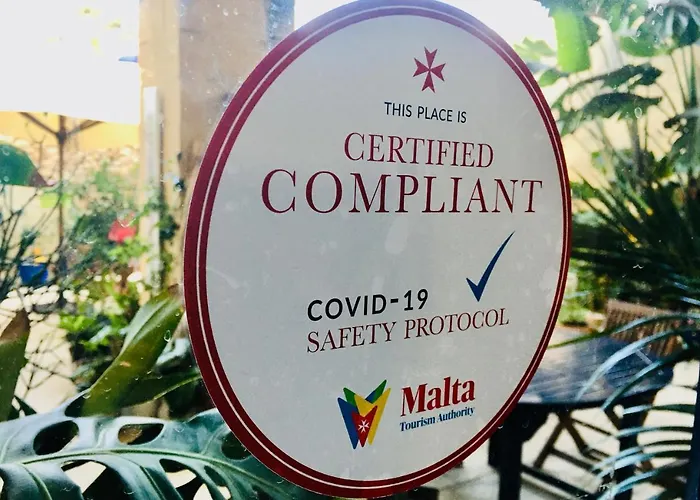 THIS PLACE IS
CERTIFIED
COMPLIANT
COVID-19
SAFETY PROTOCOL
Malta
Tourism Authority